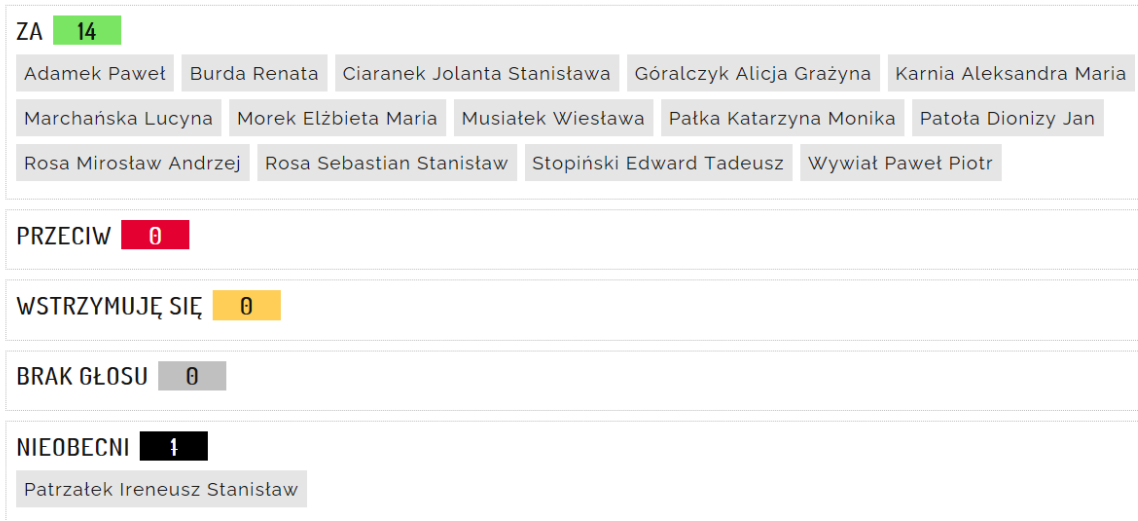 ZA 14
Adamek Paweł Burda Renata Ciaranek Jolanta Stanisława Góralczyk Alicja Grażyna Karnia Aleksandra Maria
Marchańska Lucyna Morek Elżbieta Maria Musiałek Wiesława Pałka Katarzyna Monika Patoła Dionizy Jan
Rosa Mirosław Andrzej Rosa Sebastian Stanisław Stopiński Edward Tadeusz Wywiał Paweł Piotr
PRZECIW 0
WSTRZYMUJĘ SIĘ 0
BRAK GŁOSU 0
NIEOBECNI 1
Patrzałek Ireneusz Stanisław